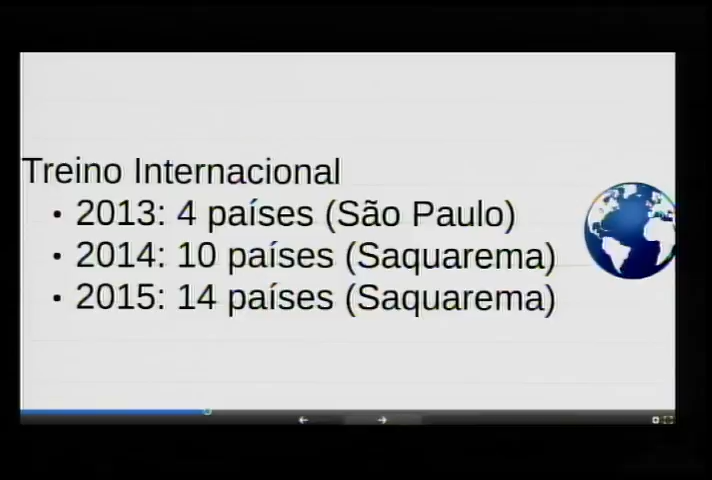 Treino Internacional
• 2013: 4 países (São Paulo)
• 2014: 10 países (Saquarema)
• 2015: 14 países (Saquarema)